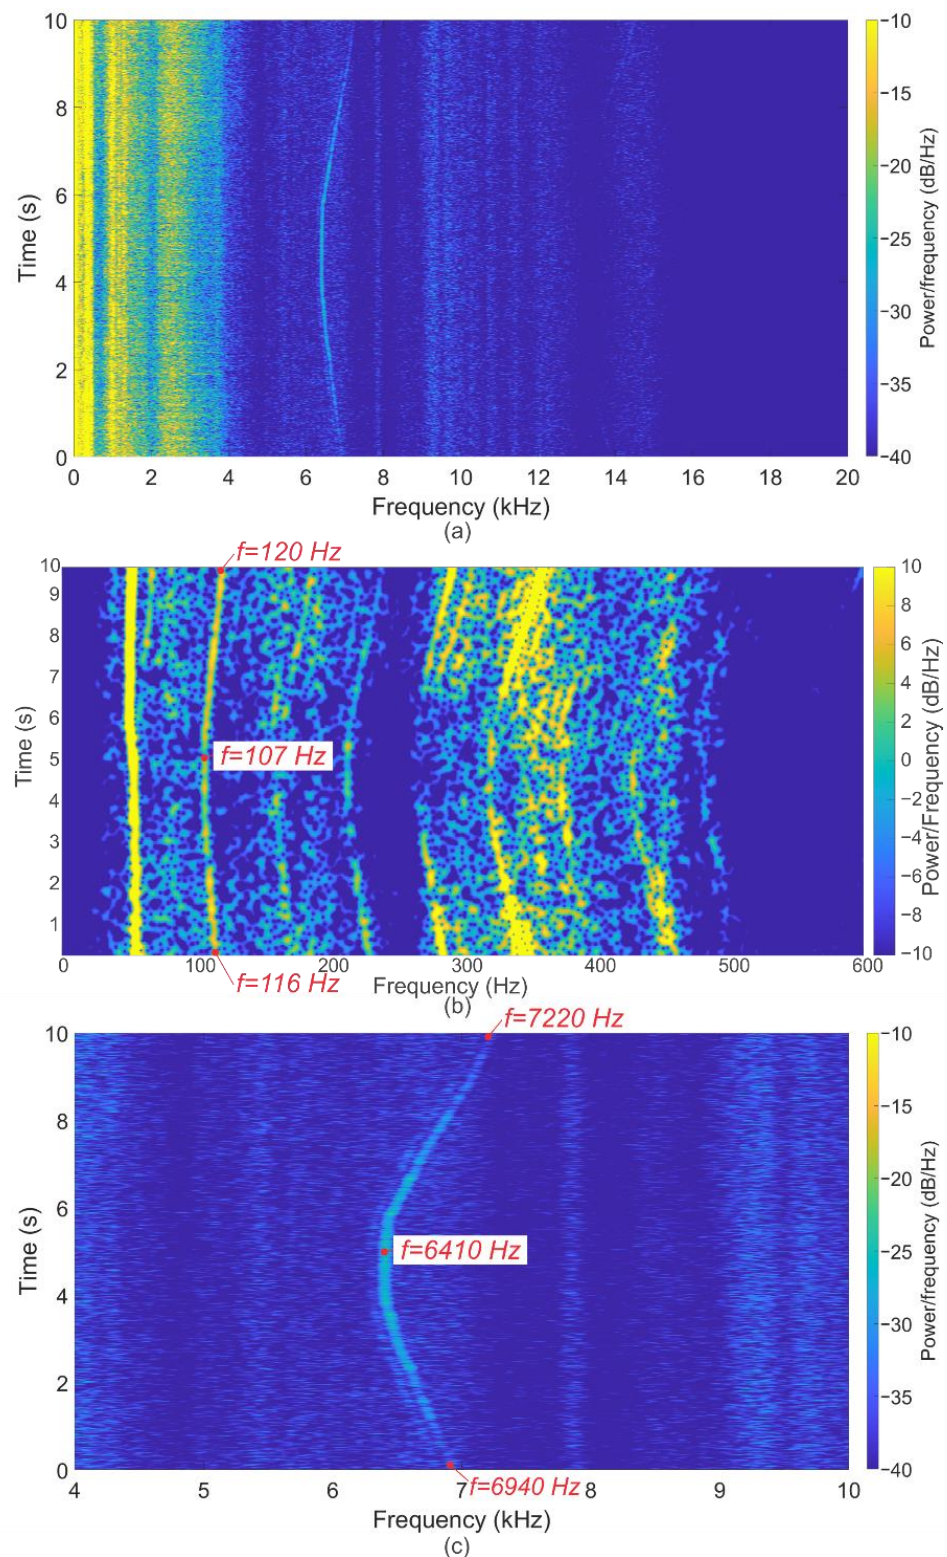 10
8
6
4
2
0
Time (s)
0 2 4 6 8 10 12 14 16 18 20
Frequency (kHz)
(a)
−10
−15
−20
−25
−30
−35
−40
Power/frequency (dB/Hz)
f=120 Hz
10
9
8
7
6
5
4
3
2
1
Time (s)
f=107 Hz
0 100 200 300 400 500 600
f=116 Hz
Frequency (Hz)
(b)
10
8
6
4
2
0
−2
−4
−6
−8
−10
Power/Frequency (dB/Hz)
f=7220 Hz
10
8
6
4
2
0
Time (s)
f=6410 Hz
4 5 6 7 8 9 10
f=6940 Hz
Frequency (kHz)
(c)
−10
−15
−20
−25
−30
−35
−40
Power/frequency (dB/Hz)